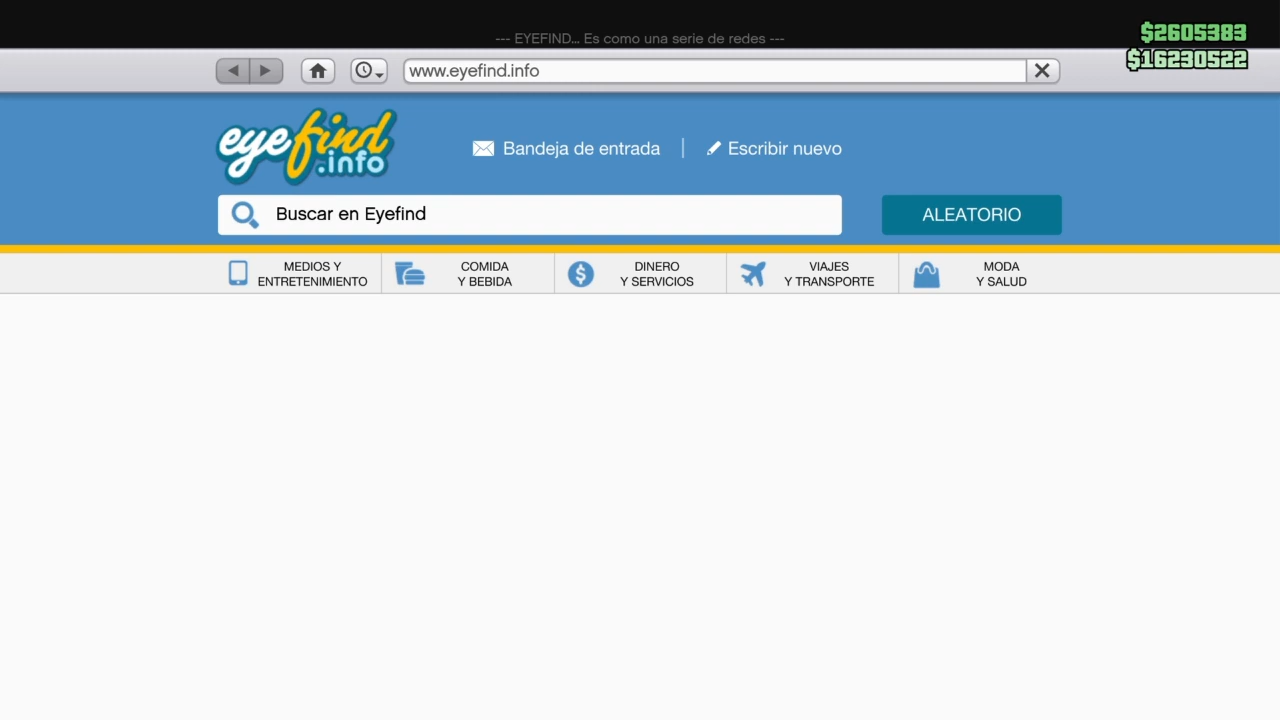 --- EYEFIND... Es como una serie de redes ---
$2605383
$16230522
www.eyefind.info
eyefind
.info
Bandeja de entrada
Escribir nuevo
Buscar en Eyefind
ALEATORIO
MEDIOS Y
ENTRETENIMIENTO
COMIDA
Y BEBIDA
DINERO
Y SERVICIOS
VIAJES
Y TRANSPORTE
MODA
Y SALUD